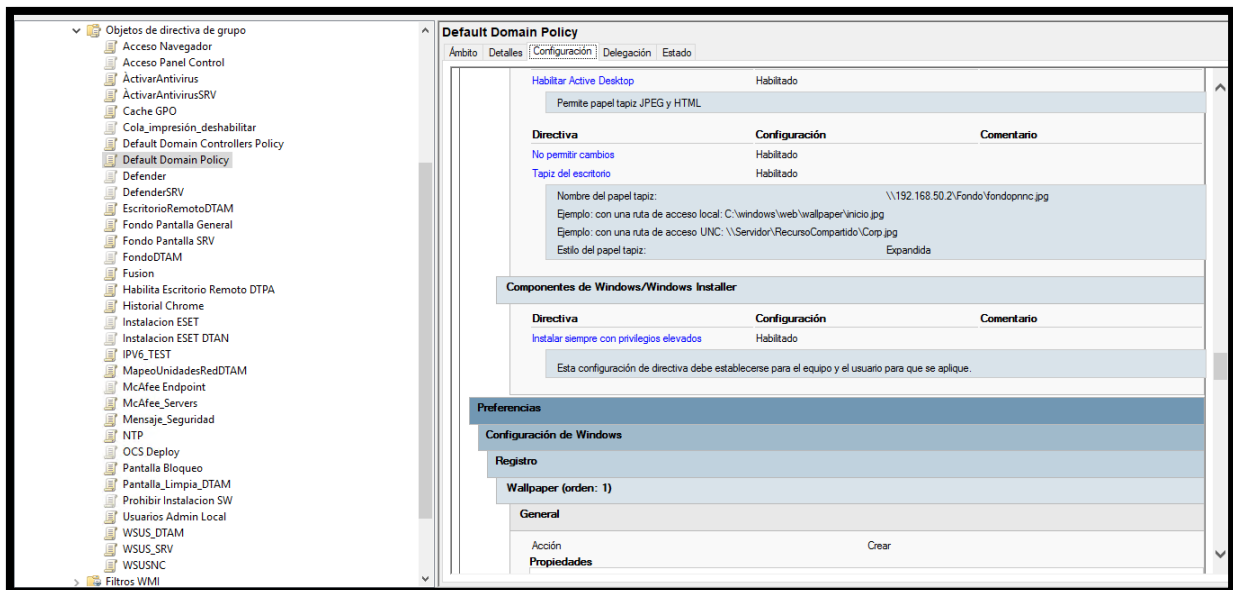 Objetos de directiva de grupo
Acceso Navegador
Acceso Panel Control
ÀctivarAntivirus
ÀctivarAntivirusSRV
Cache GPO
Cola_impresión_deshabilitar
Default Domain Controllers Policy
Default Domain Policy
Defender
DefenderSRV
EscritorioRemotoDTAM
Fondo Pantalla General
Fondo Pantalla SRV
FondoDTAM
Fusion
Habilita Escritorio Remoto DTPA
Historial Chrome
Instalacion ESET
Instalacion ESET DTAN
IPV6_TEST
MapeoUnidadesRedDTAM
McAfee Endpoint
McAfee_Servers
Mensaje_Seguridad
NTP
OCS Deploy
Pantalla Bloqueo
Pantalla_Limpia_DTAM
Prohibir Instalacion SW
Usuarios Admin Local
WSUS_DTAM
WSUS_SRV
WSUSNC
Filtros WMI
Default Domain Policy
Ámbito Detalles Configuración Delegación Estado
Habilitar Active Desktop Habilitado
Permite papel tapiz JPEG y HTML
Directiva Configuración Comentario
No permitir cambios Habilitado
Tapiz del escritorio Habilitado
Nombre del papel tapiz: \\192.168.50.2\Fondo\fondopnnc.jpg
Ejemplo: con una ruta de acceso local: C:\windows\web\wallpaper\inicio.jpg
Ejemplo: con una ruta de acceso UNC: \\Servidor\RecursoCompartido\Corp.jpg
Estilo del papel tapiz: Expandida
Componentes de Windows/Windows Installer
Directiva Configuración Comentario
Instalar siempre con privilegios elevados Habilitado
Esta configuración de directiva debe establecerse para el equipo y el usuario para que se aplique.
Preferencias
Configuración de Windows
Registro
Wallpaper (orden: 1)
General
Acción Crear
Propiedades